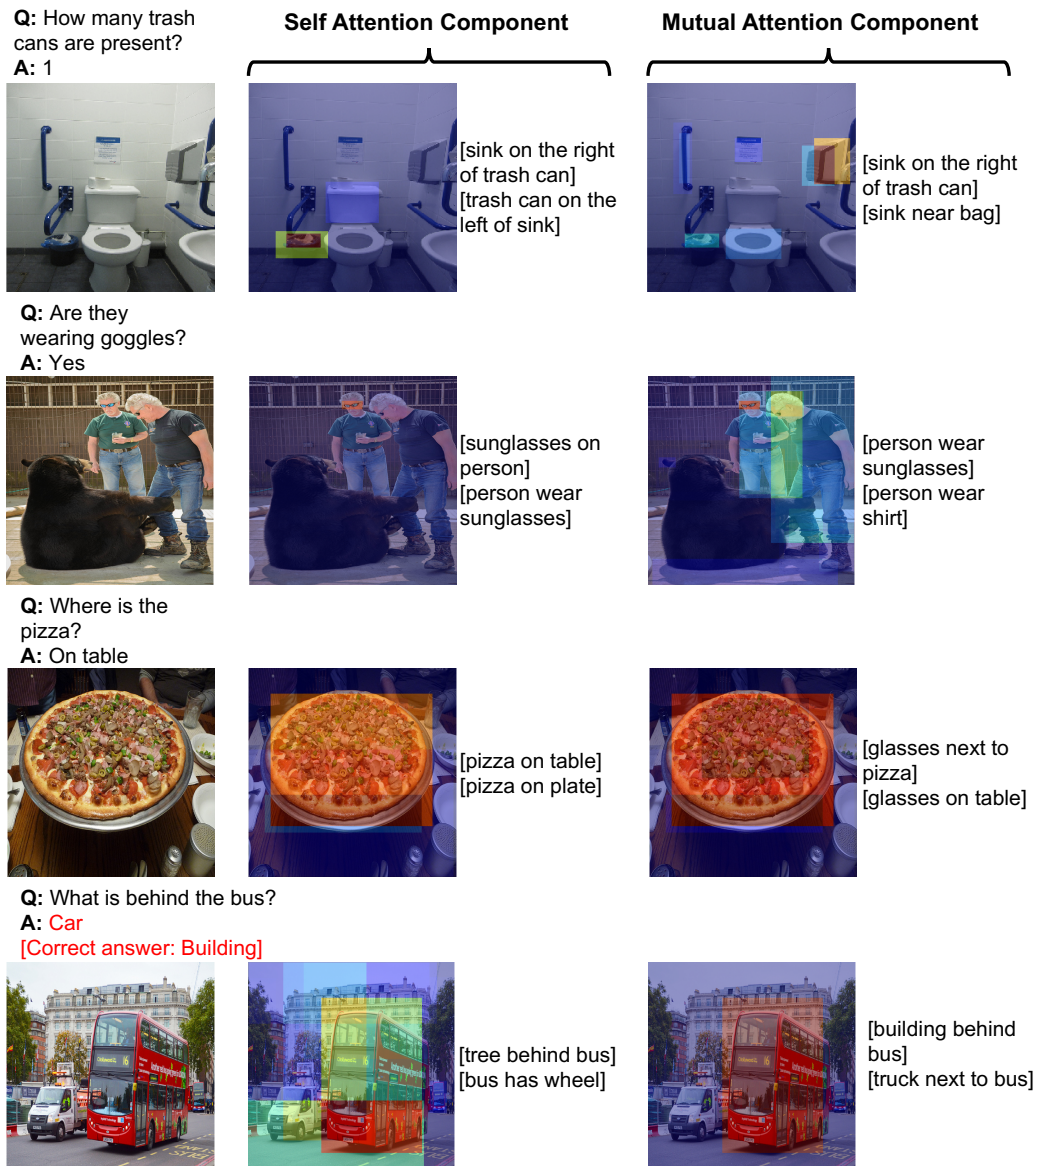 Q: How many trash
cans are present?
A: 1
Self Attention Component
Mutual Attention Component
[sink on the right
of trash can]
[trash can on the
left of sink]
[sink on the right
of trash can]
[sink near bag]
Q: Are they
wearing goggles?
A: Yes
[sunglasses on
person]
[person wear
sunglasses]
[person wear
sunglasses]
[person wear
shirt]
Q: Where is the
pizza?
A: On table
[pizza on table]
[pizza on plate]
[glasses next to
pizza]
[glasses on table]
Q: What is behind the bus?
A: Car
[Correct answer: Building]
[tree behind bus]
[bus has wheel]
[building behind
bus]
[truck next to bus]